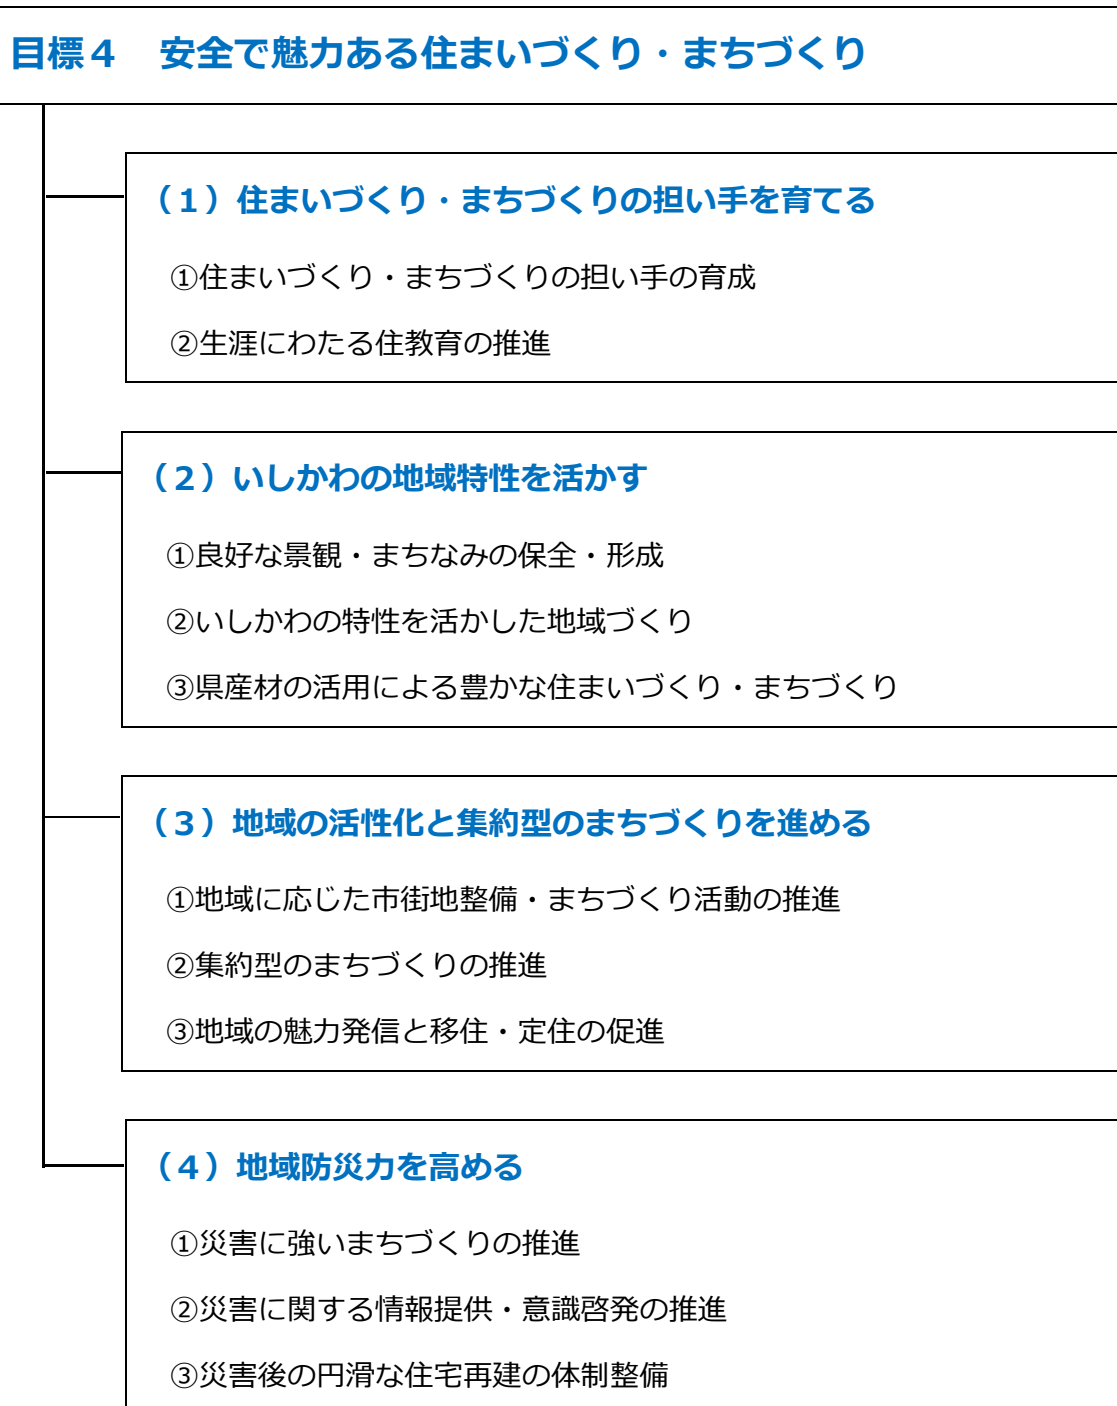 目標４　安全で魅力ある住まいづくり・まちづくり
（１）住まいづくり・まちづくりの担い手を育てる
①住まいづくり・まちづくりの担い手の育成
②生涯にわたる住教育の推進
（２）いしかわの地域特性を活かす
①良好な景観・まちなみの保全・形成
②いしかわの特性を活かした地域づくり
③県産材の活用による豊かな住まいづくり・まちづくり
（３）地域の活性化と集約型のまちづくりを進める
①地域に応じた市街地整備・まちづくり活動の推進
②集約型のまちづくりの推進
③地域の魅力発信と移住・定住の促進
（４）地域防災力を高める
①災害に強いまちづくりの推進
②災害に関する情報提供・意識啓発の推進
③災害後の円滑な住宅再建の体制整備